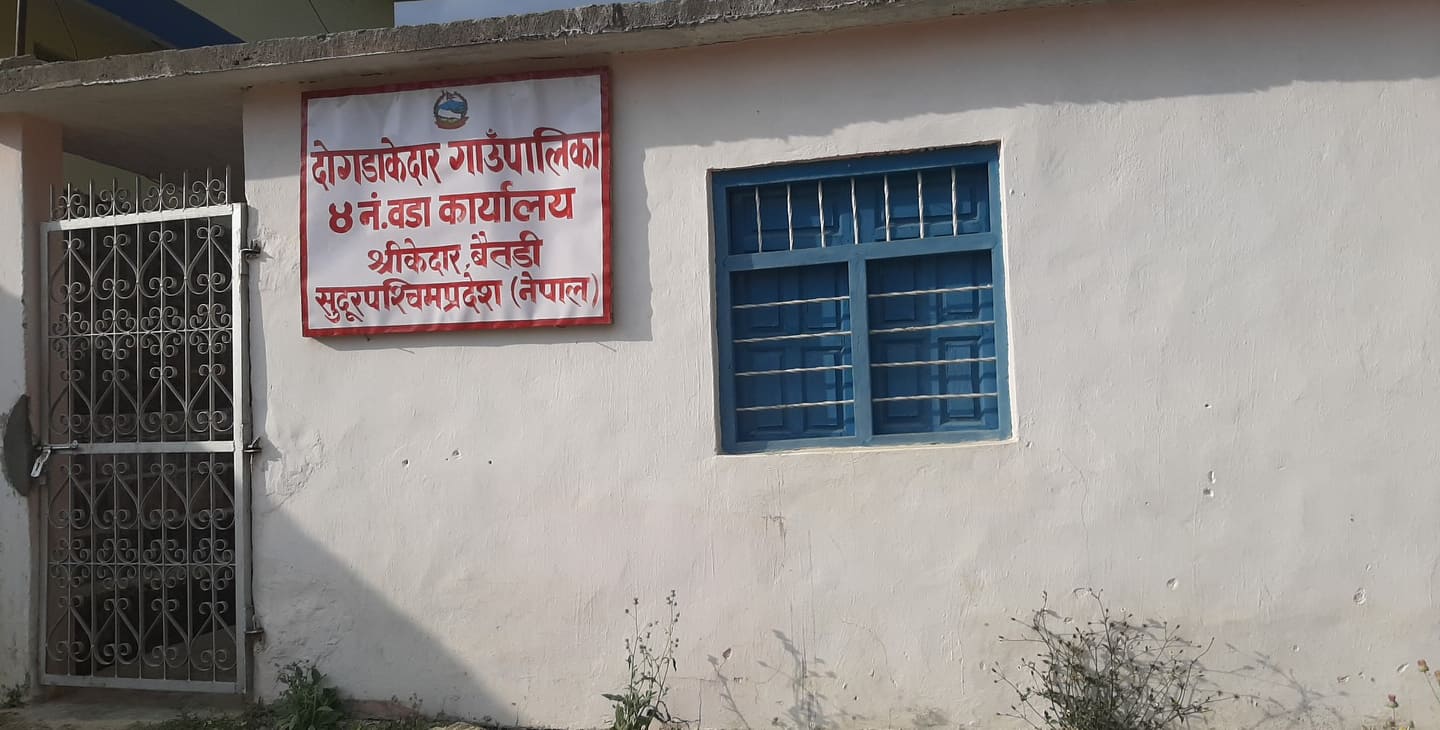 दोगडाकेदार गाउँपालिका
४ नं.वडा कार्यालय
श्रीकेदार,बैतडी
सुदूरपश्चिमप्रदेश (नेपाल)